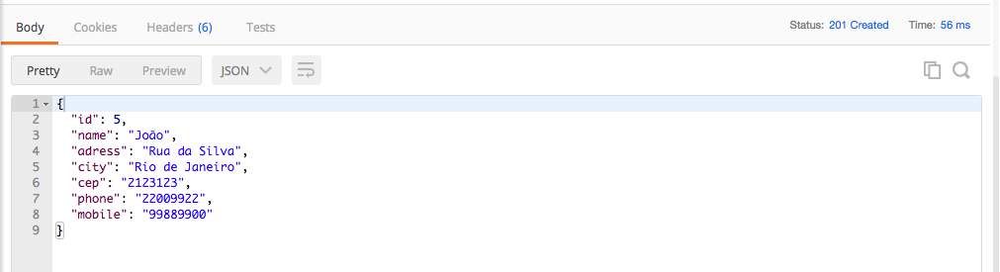 Body Cookies Headers (6) Tests Status: 201 Created Time: 56 ms
Pretty Raw Preview JSON
1 {
2 "id": 5,
3 "name": "João",
4 "adress": "Rua da Silva",
5 "city": "Rio de Janeiro",
6 "cep": "2123123",
7 "phone": "22009922",
8 "mobile": "99889900"
9 }